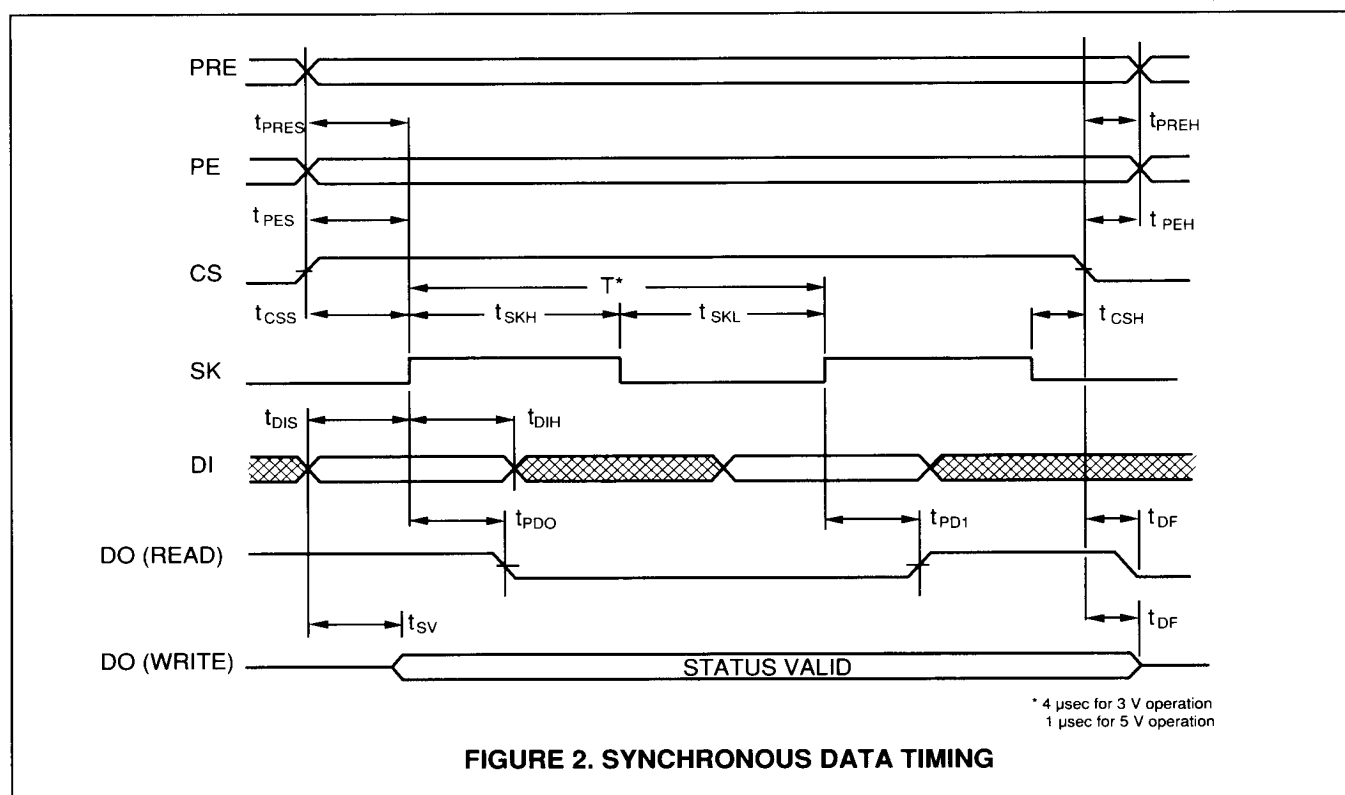 PRE
tPRES tPREH
PE
tPES tPEH
CS
T*
tCSS tSKH tSKL tCSH
SK
tDIS tDIH
DI
tPDO tPD1 tDF
DO (READ)
tSV tDF
DO (WRITE) STATUS VALID
* 4 µsec for 3 V operation
1 µsec for 5 V operation
FIGURE 2. SYNCHRONOUS DATA TIMING